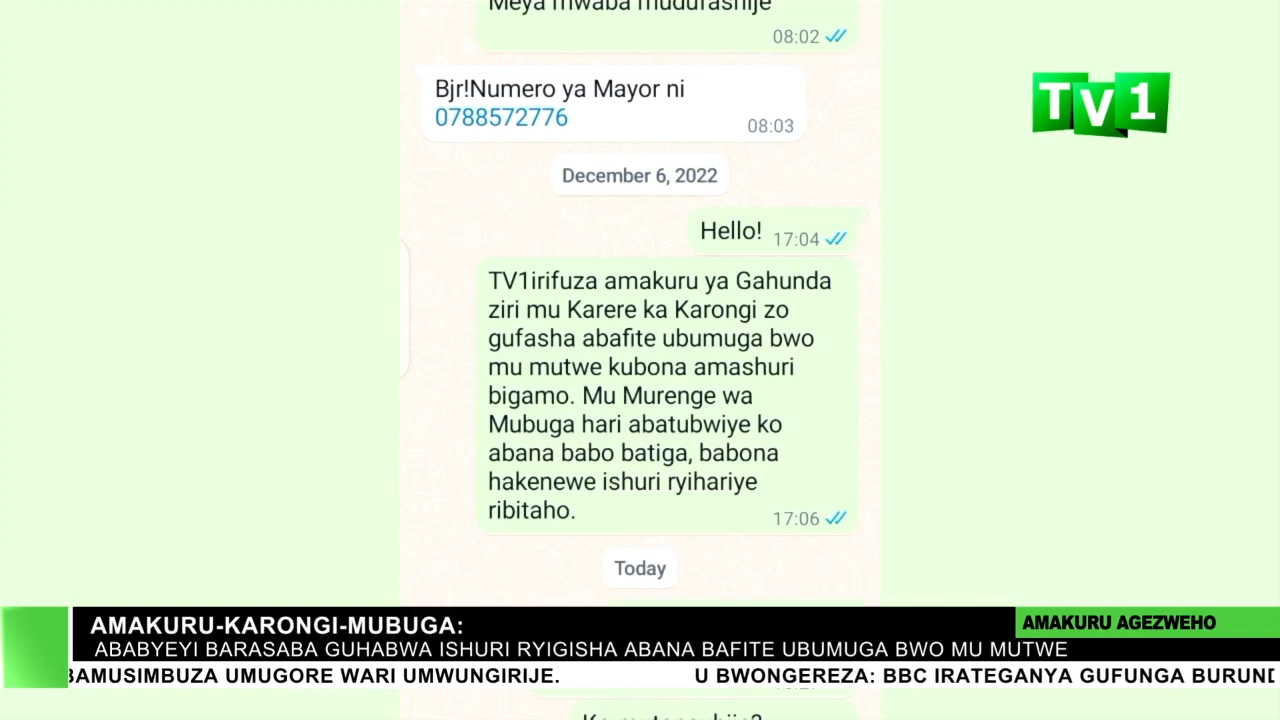 Meya mwaba mudufashije
08:02
TV1
Bjr!Numero ya Mayor ni
0788572776
08:03
December 6, 2022
Hello! 17:04
TV1irifuza amakuru ya Gahunda
ziri mu Karere ka Karongi zo
gufasha abafite ubumuga bwo
mu mutwe kubona amashuri
bigamo. Mu Murenge wa
Mubuga hari abatubwiye ko
abana babo batiga, babona
hakenewe ishuri ryihariye
ribitaho.
17:06
Today
AMAKURU-KARONGI-MUBUGA:
AMAKURU AGEZWEHO
ABABYEYI BARASABA GUHABWA ISHURI RYIGISHA ABANA BAFITE UBUMUGA BWO MU MUTWE
BAMUSIMBUZA UMUGORE WARI UMWUNGIRIJE. U BWONGEREZA: BBC IRATEGANYA GUFUNGA BURUND